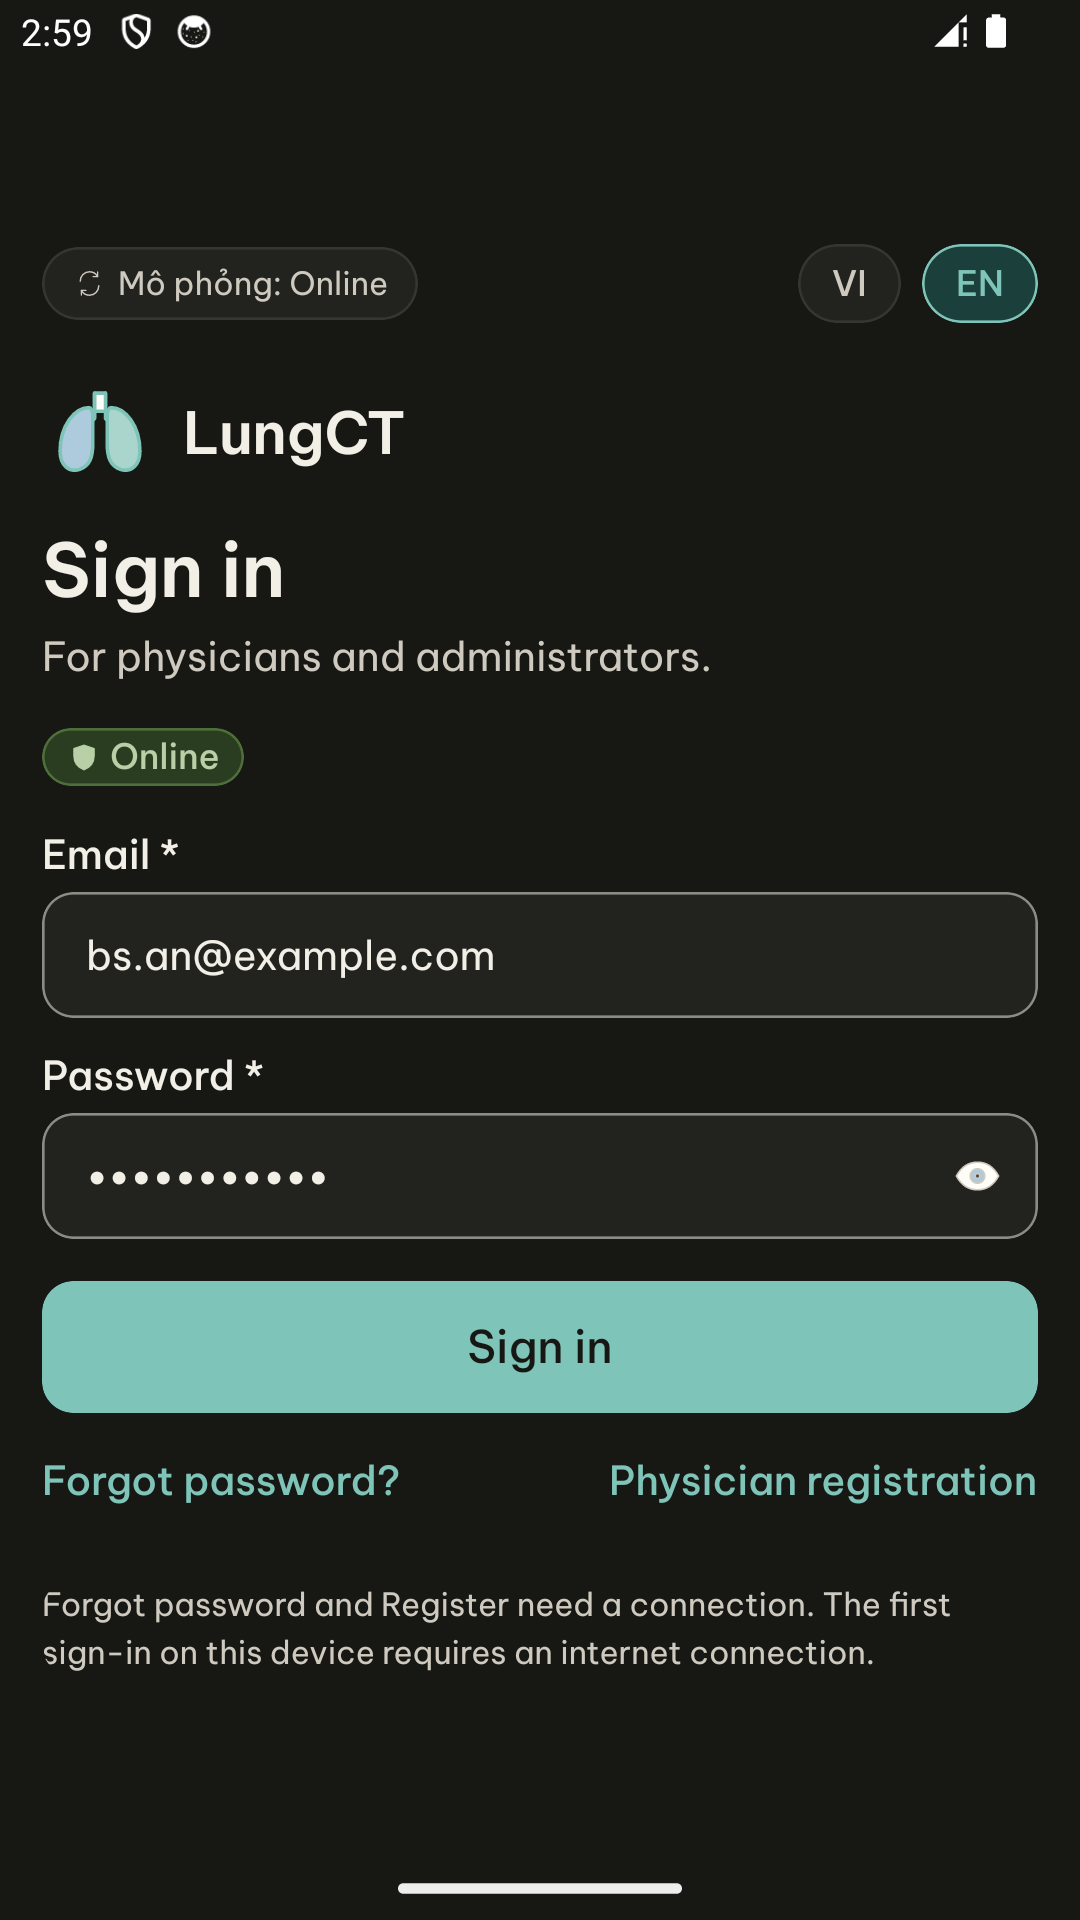 2:59
Mô phỏng: Online
VI
EN
LungCT
Sign in
For physicians and administrators.
Online
Email *
bs.an@example.com
Password *
•••••••••••
Sign in
Forgot password?
Physician registration
Forgot password and Register need a connection. The first
sign-in on this device requires an internet connection.